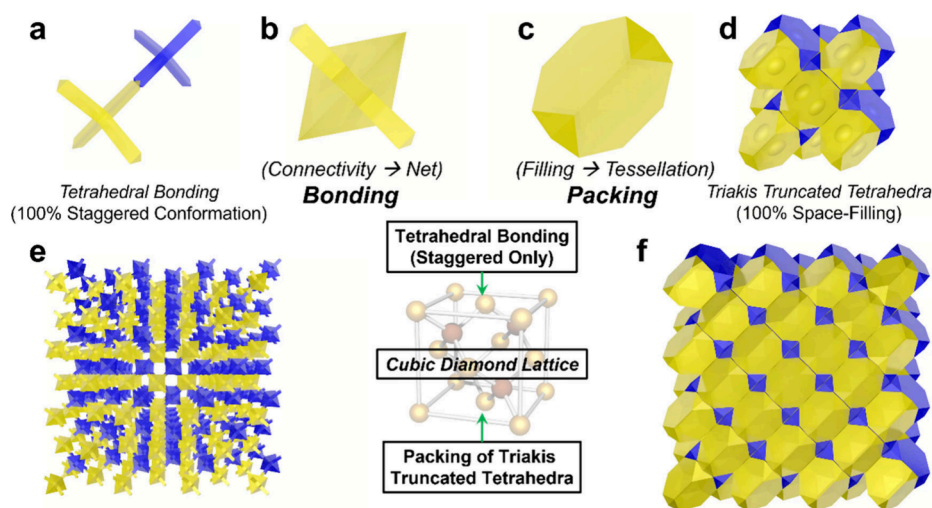 a
b
c
d
(Connectivity → Net)
Bonding
(Filling → Tessellation)
Packing
Tetrahedral Bonding
(100% Staggered Conformation)
Triakis Truncated Tetrahedra
(100% Space-Filling)
e
Tetrahedral Bonding
(Staggered Only)
Cubic Diamond Lattice
Packing of Triakis
Truncated Tetrahedra
f